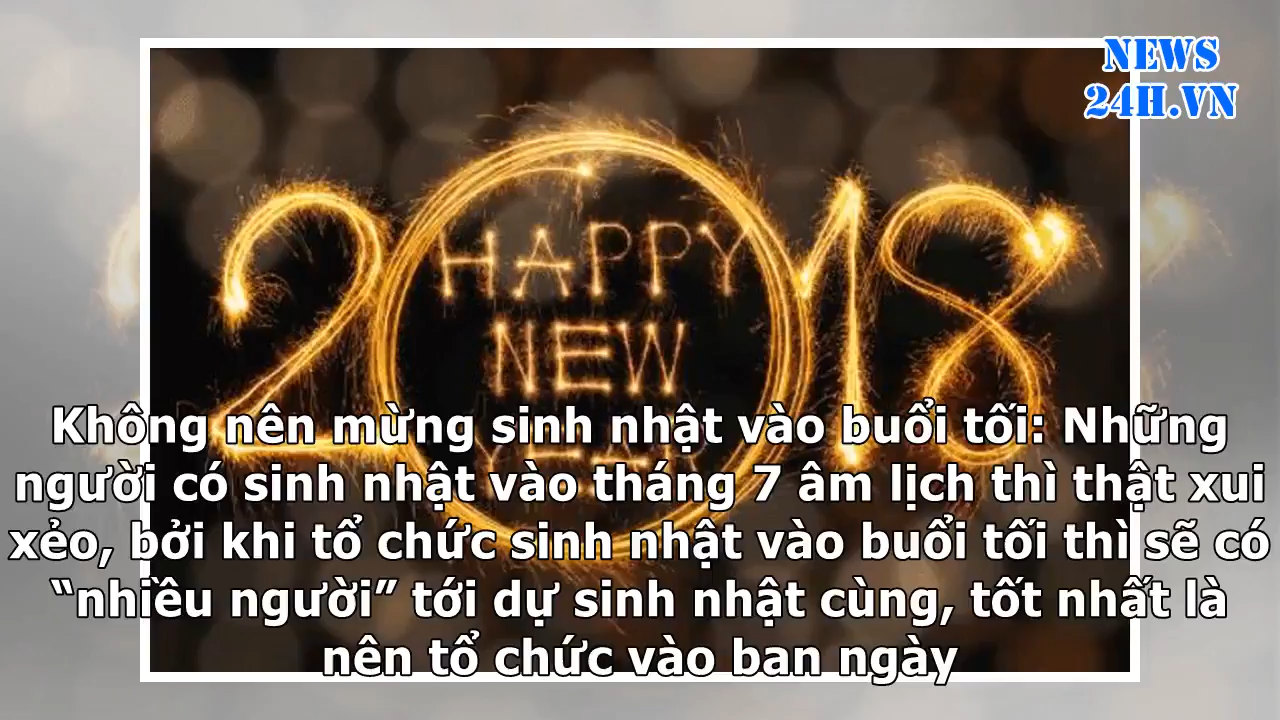 NEWS
24H.VN
2018
HAPPY
NEW
YEAR
Không nên mừng sinh nhật vào buổi tối: Những
người có sinh nhật vào tháng 7 âm lịch thì thật xui
xẻo, bởi khi tổ chức sinh nhật vào buổi tối thì sẽ có
“nhiều người” tới dự sinh nhật cùng, tốt nhất là
nên tổ chức vào ban ngày